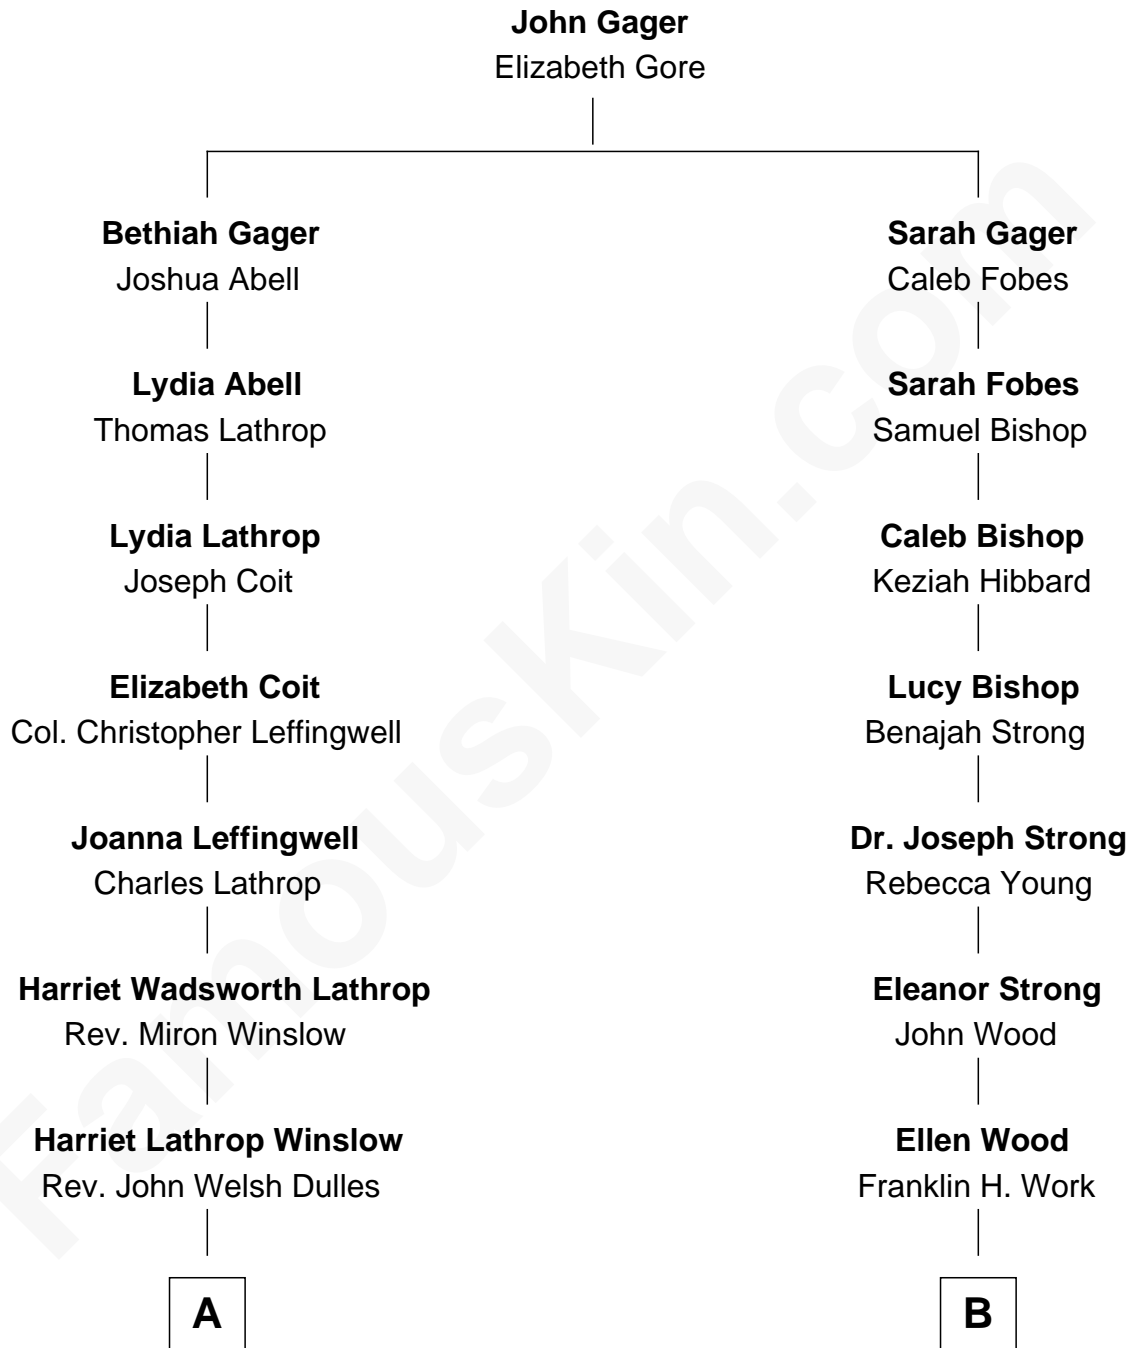 John Gager
Elizabeth Gore
Bethiah Gager
Joshua Abell
Sarah Gager
Caleb Fobes
Lydia Abell
Thomas Lathrop
Sarah Fobes
Samuel Bishop
Lydia Lathrop
Joseph Coit
Caleb Bishop
Keziah Hibbard
Elizabeth Coit
Col. Christopher Leffingwell
Lucy Bishop
Benajah Strong
Joanna Leffingwell
Charles Lathrop
Dr. Joseph Strong
Rebecca Young
Harriet Wadsworth Lathrop
Rev. Miron Winslow
Eleanor Strong
John Wood
Harriet Lathrop Winslow
Rev. John Welsh Dulles
Ellen Wood
Franklin H. Work
A
B
FamousKin.com